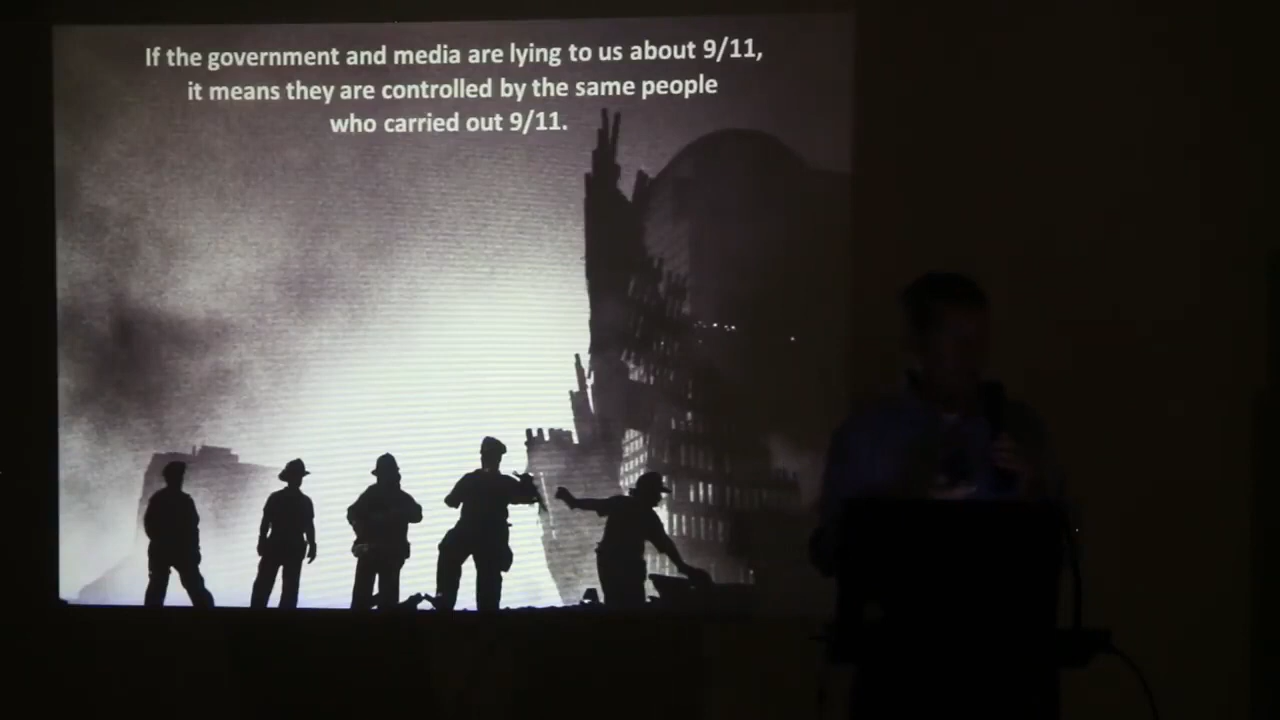 If the government and media are lying to us about 9/11,
it means they are controlled by the same people
who carried out 9/11.